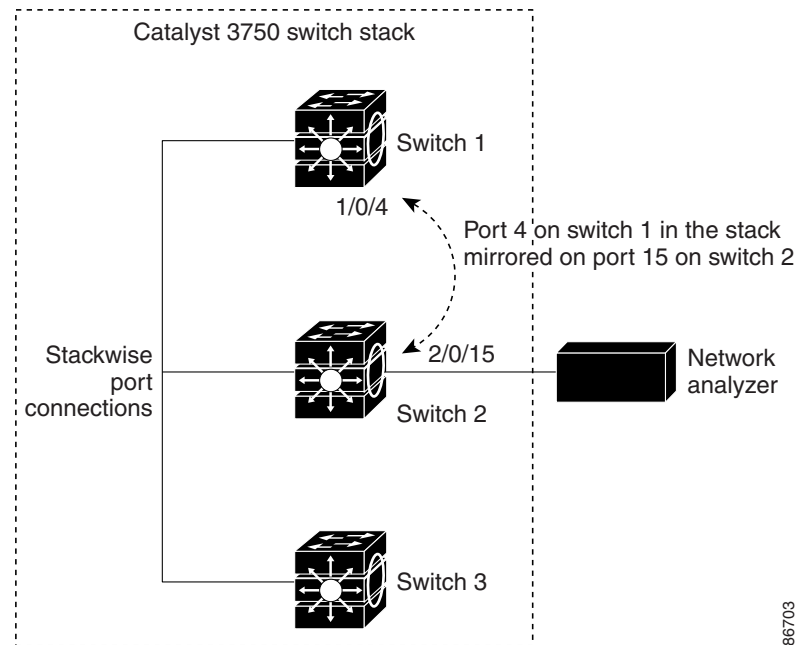 Catalyst 3750 switch stack
Switch 1
1/0/4
Port 4 on switch 1 in the stack
mirrored on port 15 on switch 2
Stackwise
port
connections
2/0/15
Switch 2
Network
analyzer
Switch 3
86703